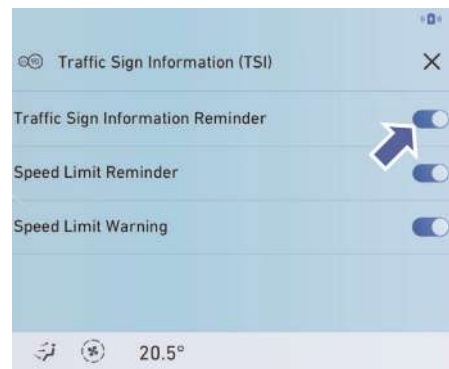 Traffic Sign Information (TSI)
Traffic Sign Information Reminder
Speed Limit Reminder
Speed Limit Warning
20.5°